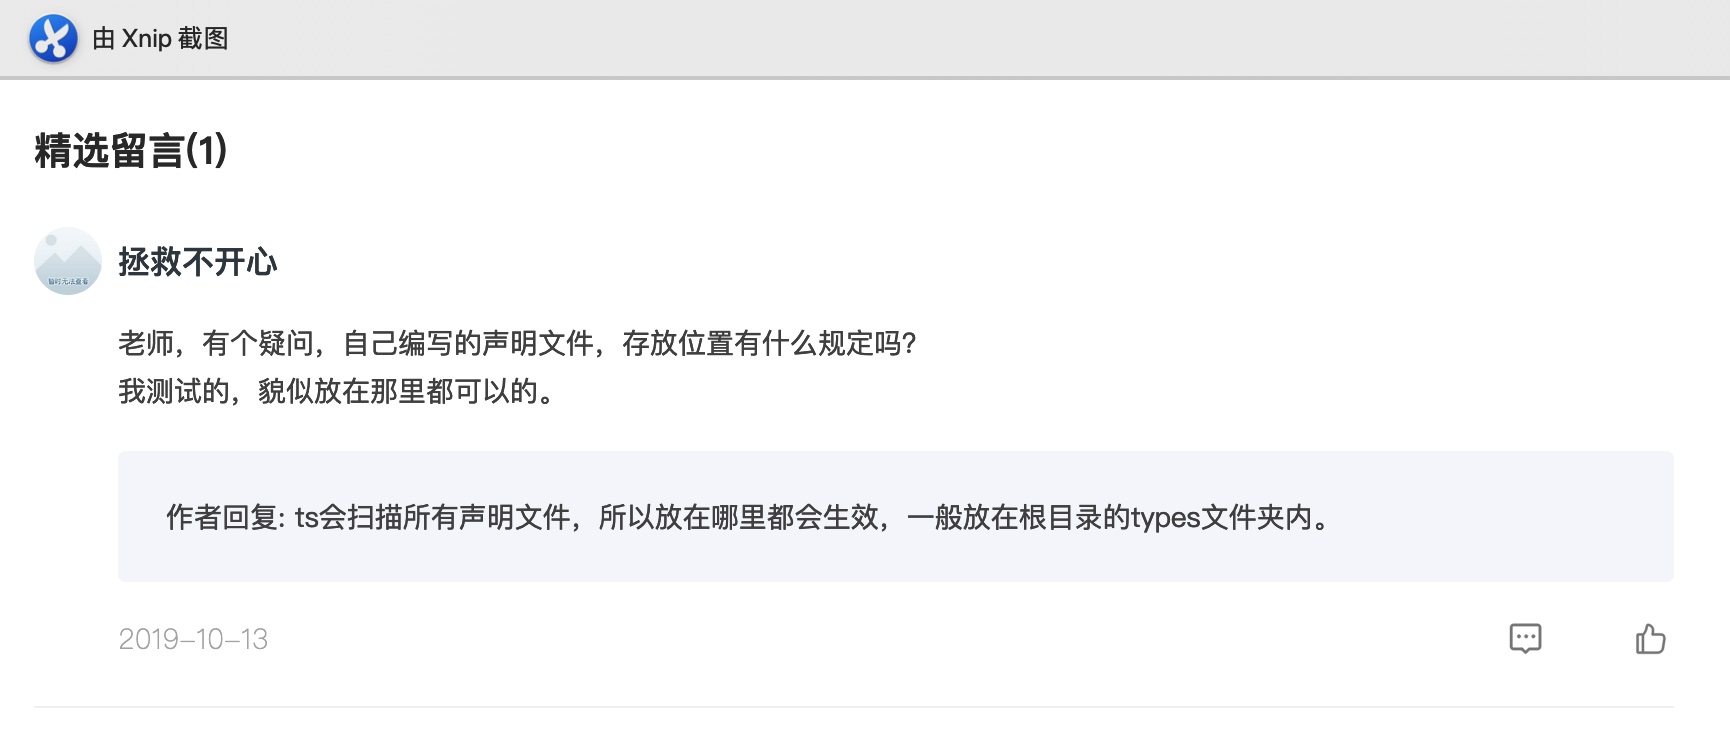 由 Xnip 截图
精选留言(1)
暂时无法查看
拯救不开心
老师，有个疑问，自己编写的声明文件，存放位置有什么规定吗？
我测试的，貌似放在那里都可以的。
作者回复: ts会扫描所有声明文件，所以放在哪里都会生效，一般放在根目录的types文件夹内。
2019-10-13